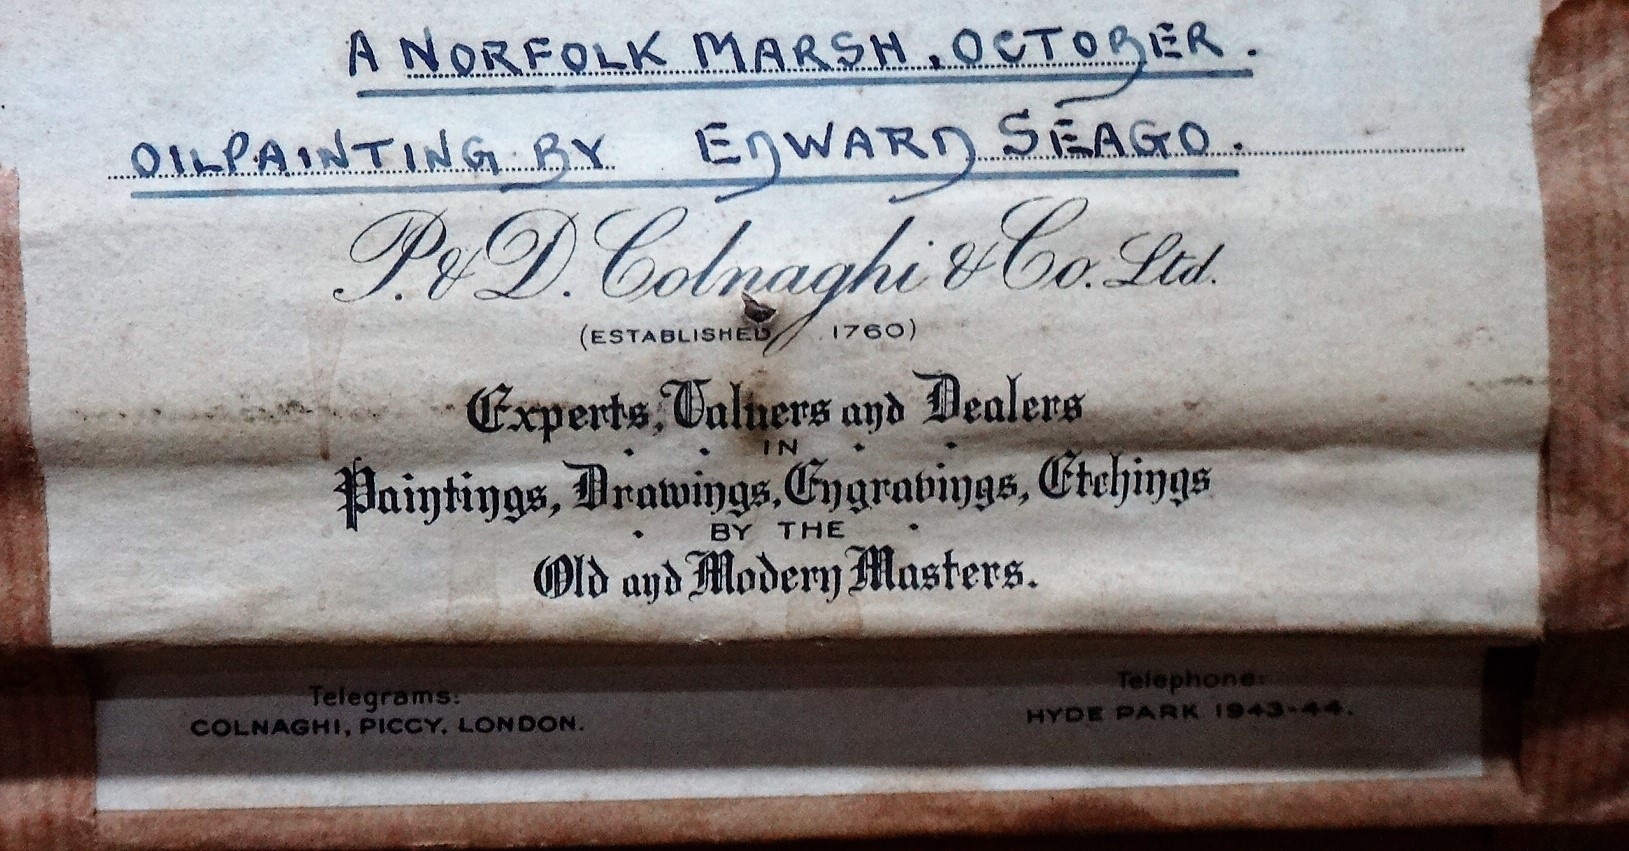 A NORFOLK MARSH, OCTOBER.
OILPAINTING BY EDWARD SEAGO.
P. & D. Colnaghi & Co. Ltd.
(ESTABLISHED 1760)
Experts, Valuers and Dealers
IN
Paintings, Drawings, Engravings, Etchings
BY THE
Old and Modern Masters.
Telegrams: Telephone:
COLNAGHI, PICCY, LONDON. HYDE PARK 1943-44.